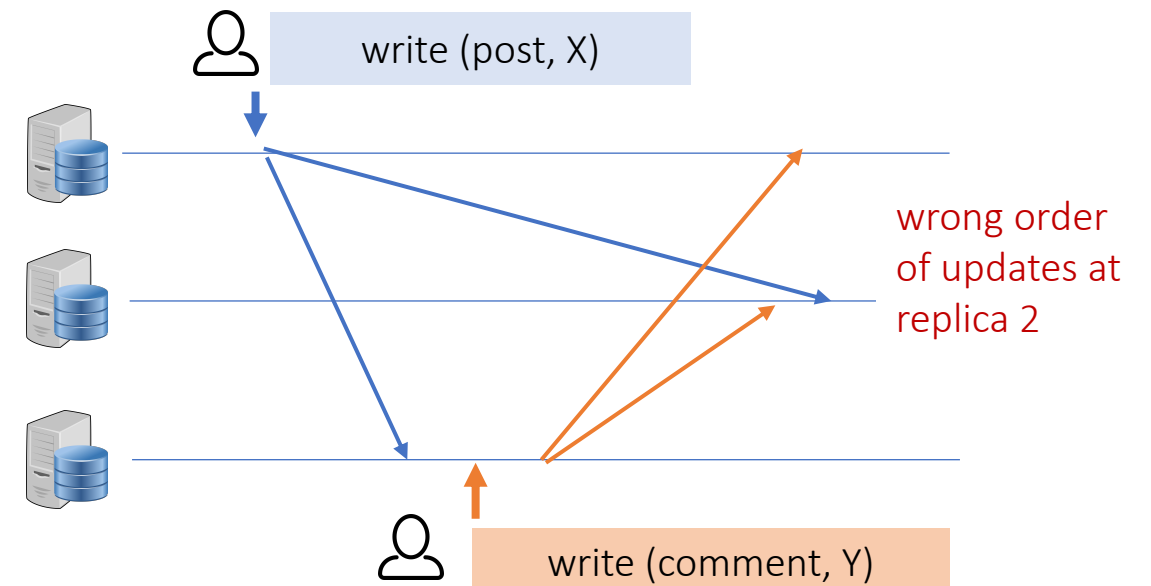 write (post, X)
wrong order
of updates at
replica 2
write (comment, Y)